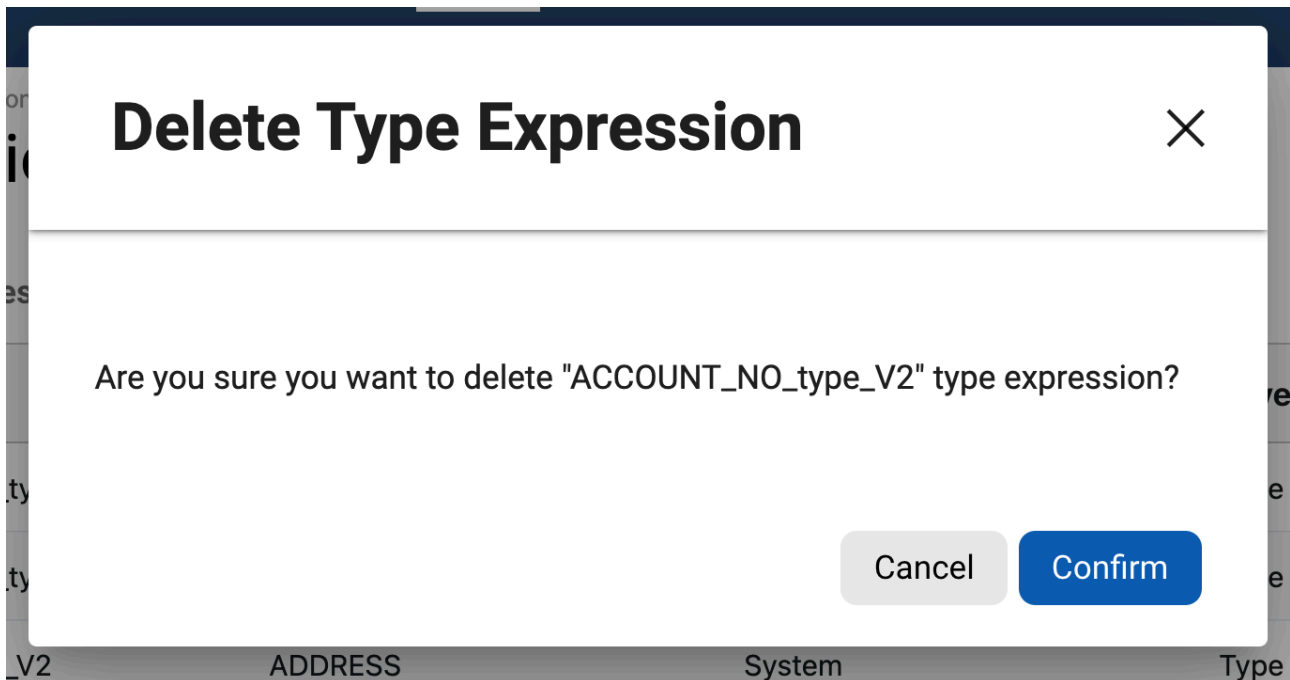 Delete Type Expression
Are you sure you want to delete "ACCOUNT_NO_type_V2" type expression?
Cancel Confirm
_V2 ADDRESS System Type